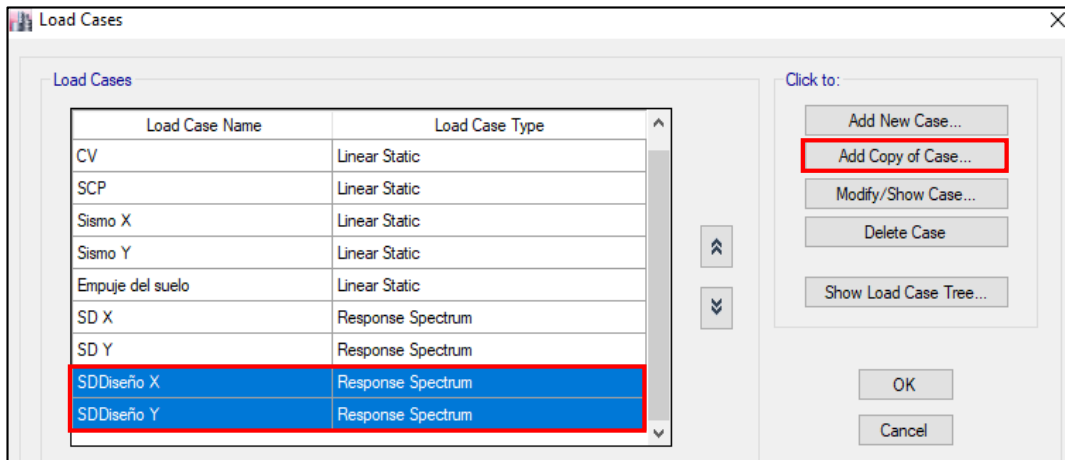 Load Cases
Load Cases
Click to:
Load Case Name Load Case Type
CV Linear Static
SCP Linear Static
Sismo X Linear Static
Sismo Y Linear Static
Empuje del suelo Linear Static
SD X Response Spectrum
SD Y Response Spectrum
SDDiseño X Response Spectrum
SDDiseño Y Response Spectrum
Add New Case...
Add Copy of Case...
Modify/Show Case...
Delete Case
Show Load Case Tree...
OK
Cancel